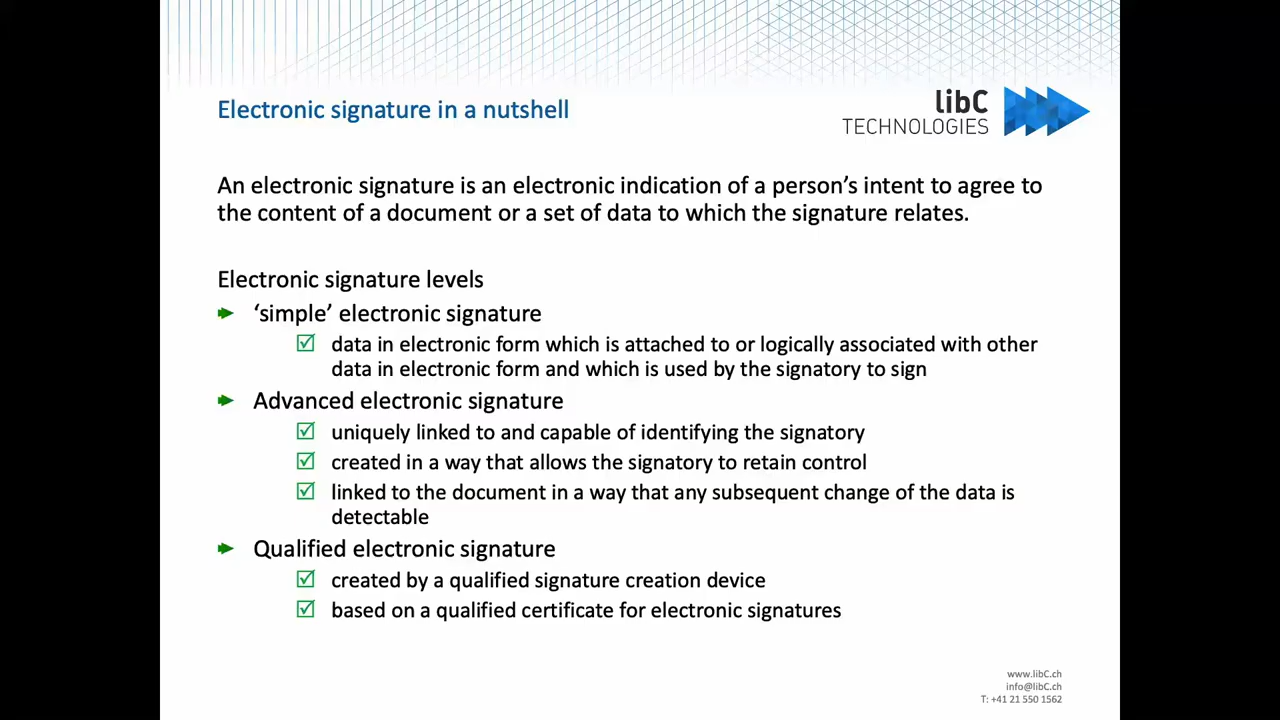 Electronic signature in a nutshell
libC
TECHNOLOGIES
An electronic signature is an electronic indication of a person’s intent to agree to
the content of a document or a set of data to which the signature relates.
Electronic signature levels
‘simple’ electronic signature
data in electronic form which is attached to or logically associated with other
data in electronic form and which is used by the signatory to sign
Advanced electronic signature
uniquely linked to and capable of identifying the signatory
created in a way that allows the signatory to retain control
linked to the document in a way that any subsequent change of the data is
detectable
Qualified electronic signature
created by a qualified signature creation device
based on a qualified certificate for electronic signatures
www.libC.ch
info@libC.ch
T: +41 21 550 1562